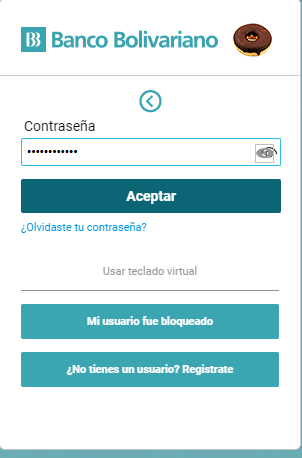 Banco Bolivariano
Contraseña
••••••••••••
Aceptar
¿Olvidaste tu contraseña?
Usar teclado virtual
Mi usuario fue bloqueado
¿No tienes un usuario? Registrate